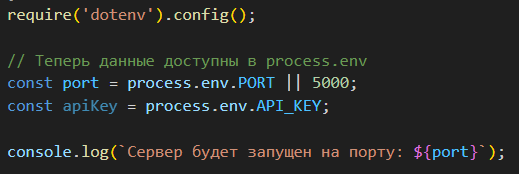 require('dotenv').config();
// Теперь данные доступны в process.env
const port = process.env.PORT || 5000;
const apiKey = process.env.API_KEY;
console.log(`Сервер будет запущен на порту: ${port}`);